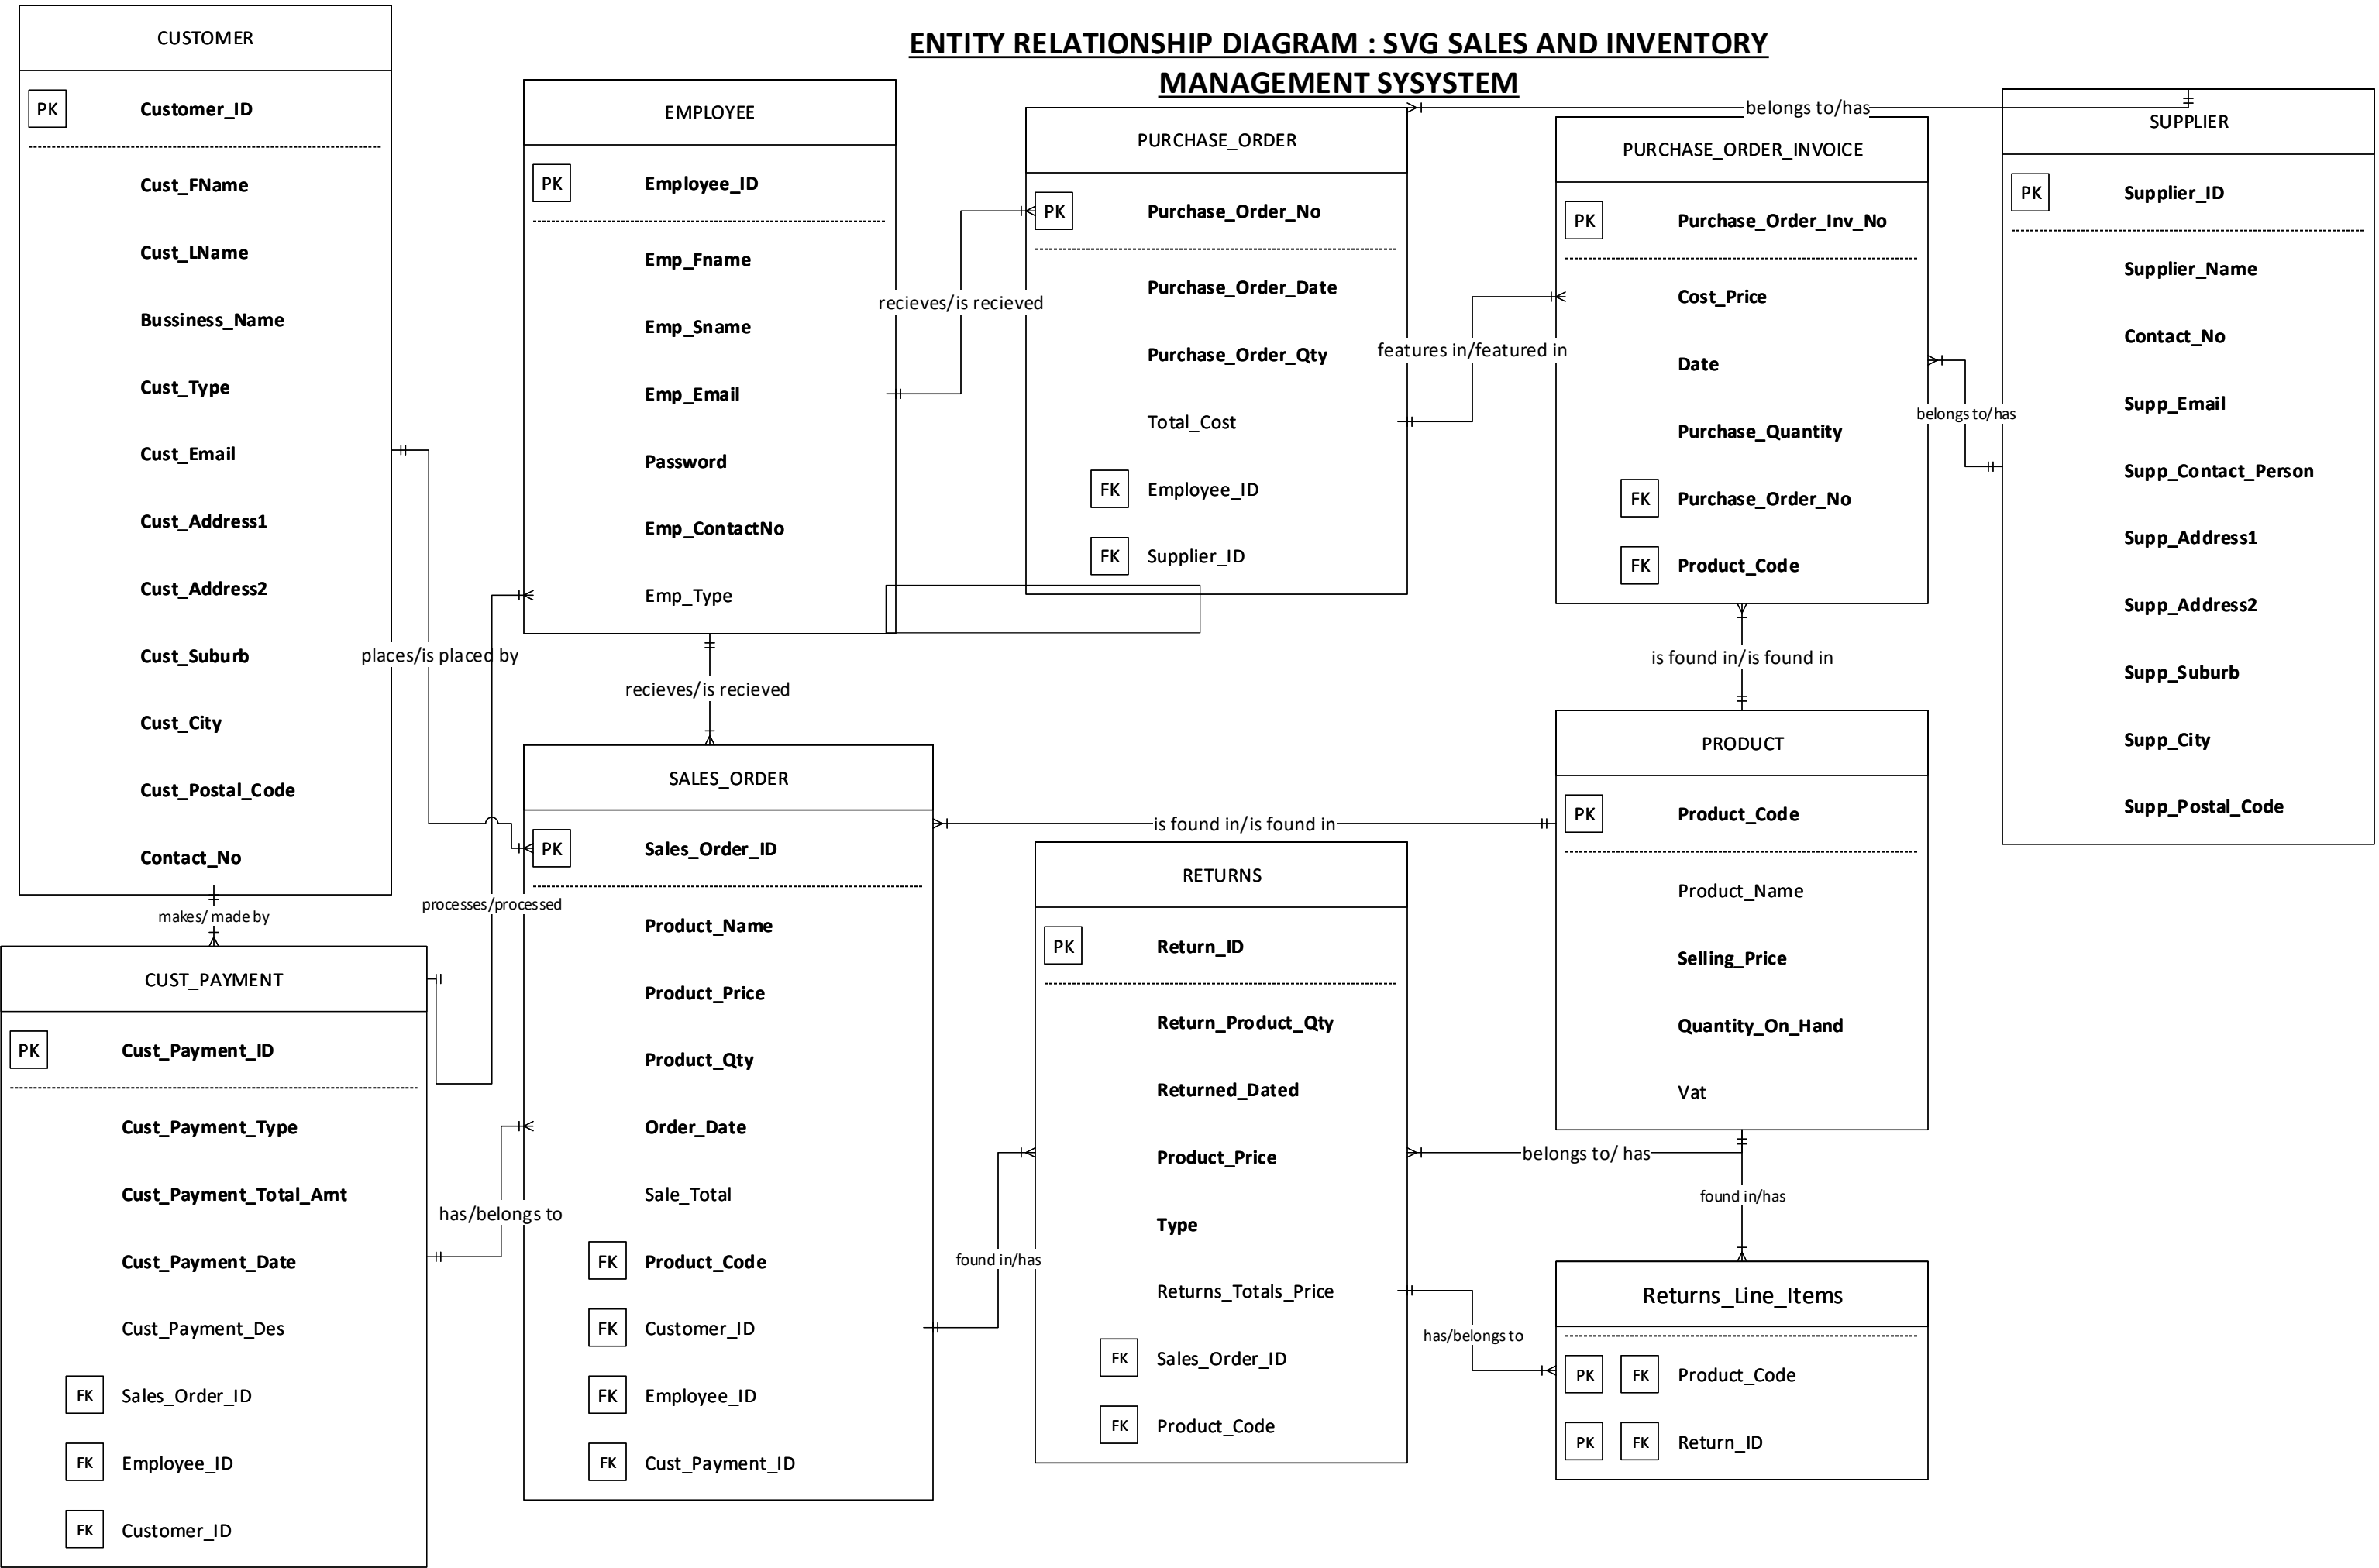 ENTITY RELATIONSHIP DIAGRAM : SVG SALES AND INVENTORY
MANAGEMENT SYSYSTEM
CUSTOMER
PK Customer_ID
Cust_FName
Cust_LName
Bussiness_Name
Cust_Type
Cust_Email
Cust_Address1
Cust_Address2
Cust_Suburb
Cust_City
Cust_Postal_Code
Contact_No
places/is placed by
makes/ made by
CUST_PAYMENT
PK Cust_Payment_ID
Cust_Payment_Type
Cust_Payment_Total_Amt
Cust_Payment_Date
Cust_Payment_Des
FK Sales_Order_ID
FK Employee_ID
FK Customer_ID
processes/processed
has/belongs to
EMPLOYEE
PK Employee_ID
Emp_Fname
Emp_Sname
Emp_Email
Password
Emp_ContactNo
Emp_Type
recieves/is recieved
recieves/is recieved
SALES_ORDER
PK Sales_Order_ID
Product_Name
Product_Price
Product_Qty
Order_Date
Sale_Total
FK Product_Code
FK Customer_ID
FK Employee_ID
FK Cust_Payment_ID
found in/has
PURCHASE_ORDER
PK Purchase_Order_No
Purchase_Order_Date
Purchase_Order_Qty
Total_Cost
FK Employee_ID
FK Supplier_ID
belongs to/has
features in/featured in
is found in/is found in
RETURNS
PK Return_ID
Return_Product_Qty
Returned_Dated
Product_Price
Type
Returns_Totals_Price
FK Sales_Order_ID
FK Product_Code
belongs to/ has
has/belongs to
PURCHASE_ORDER_INVOICE
PK Purchase_Order_Inv_No
Cost_Price
Date
Purchase_Quantity
FK Purchase_Order_No
FK Product_Code
belongs to/has
is found in/is found in
PRODUCT
PK Product_Code
Product_Name
Selling_Price
Quantity_On_Hand
Vat
found in/has
Returns_Line_Items
PK FK Product_Code
PK FK Return_ID
SUPPLIER
PK Supplier_ID
Supplier_Name
Contact_No
Supp_Email
Supp_Contact_Person
Supp_Address1
Supp_Address2
Supp_Suburb
Supp_City
Supp_Postal_Code